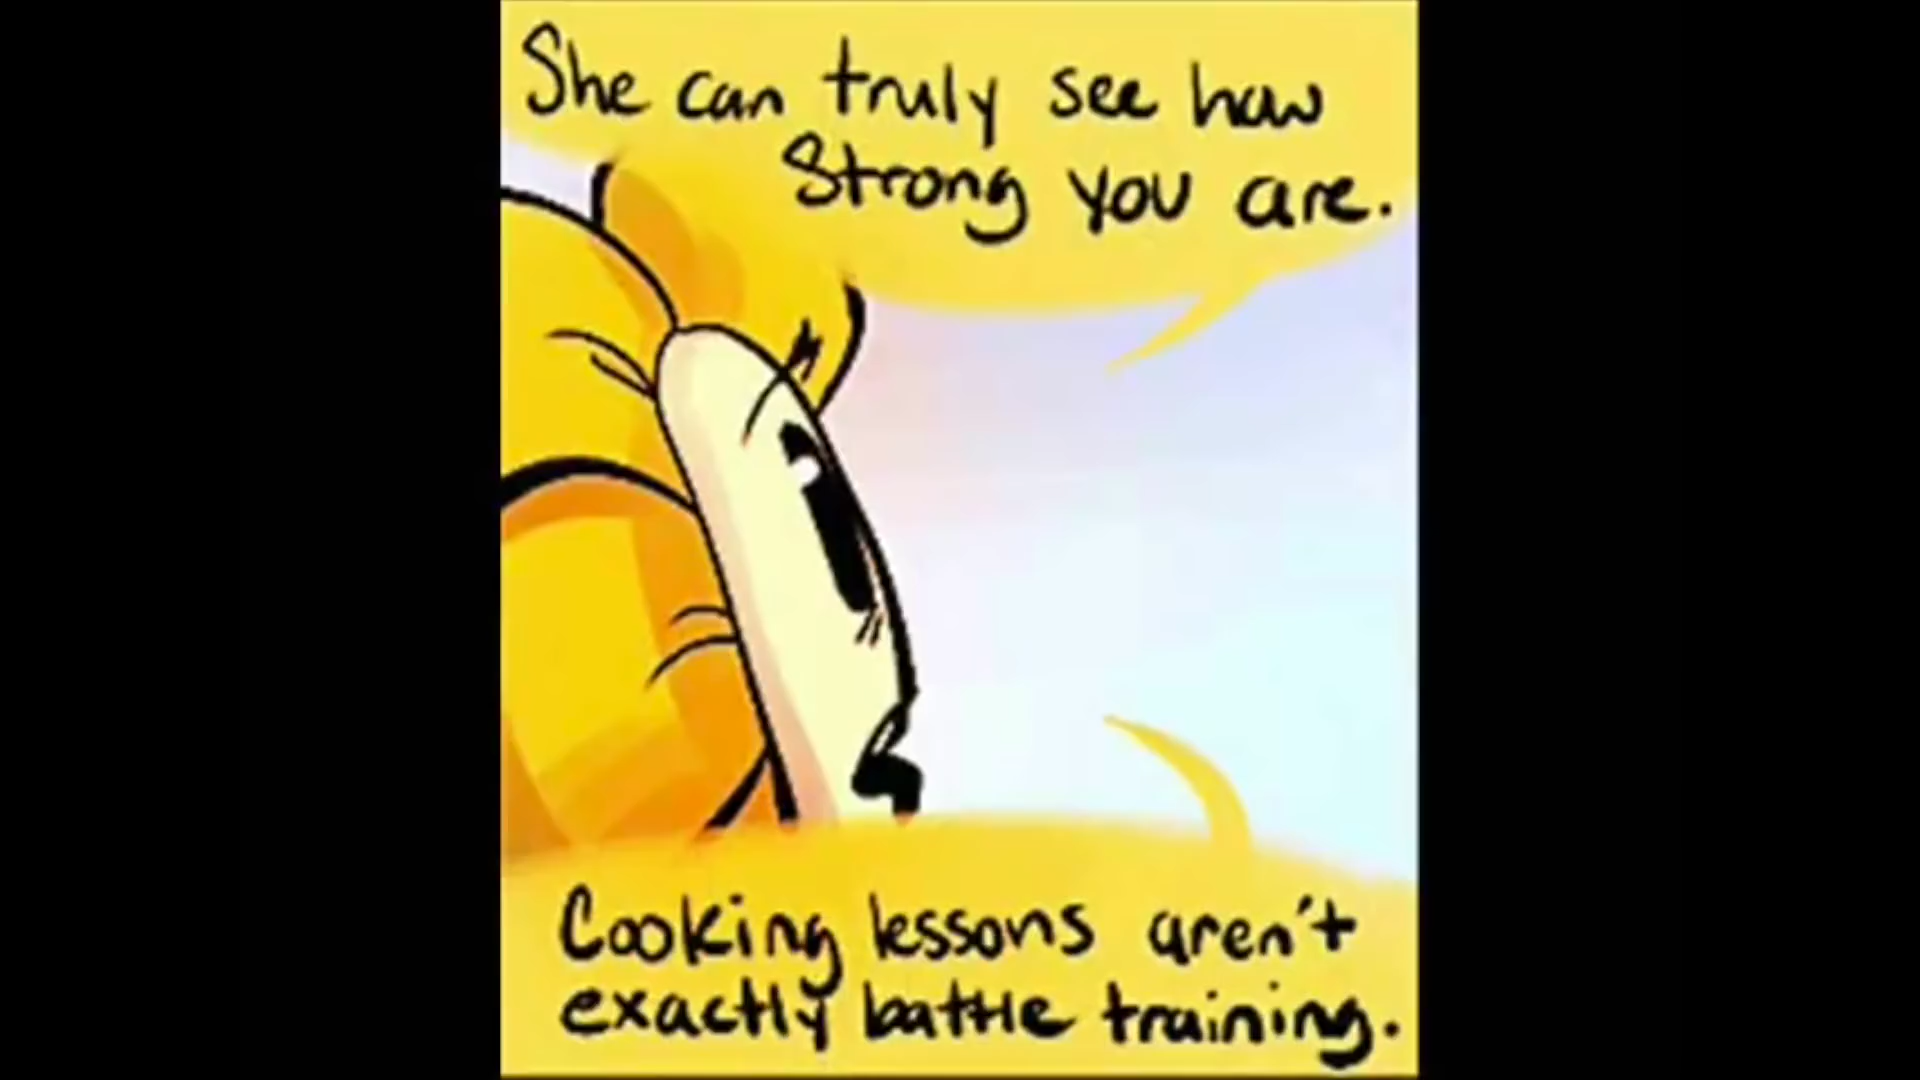 She can truly see how
Strong you are.
Cooking lessons aren't
exactly battle training.